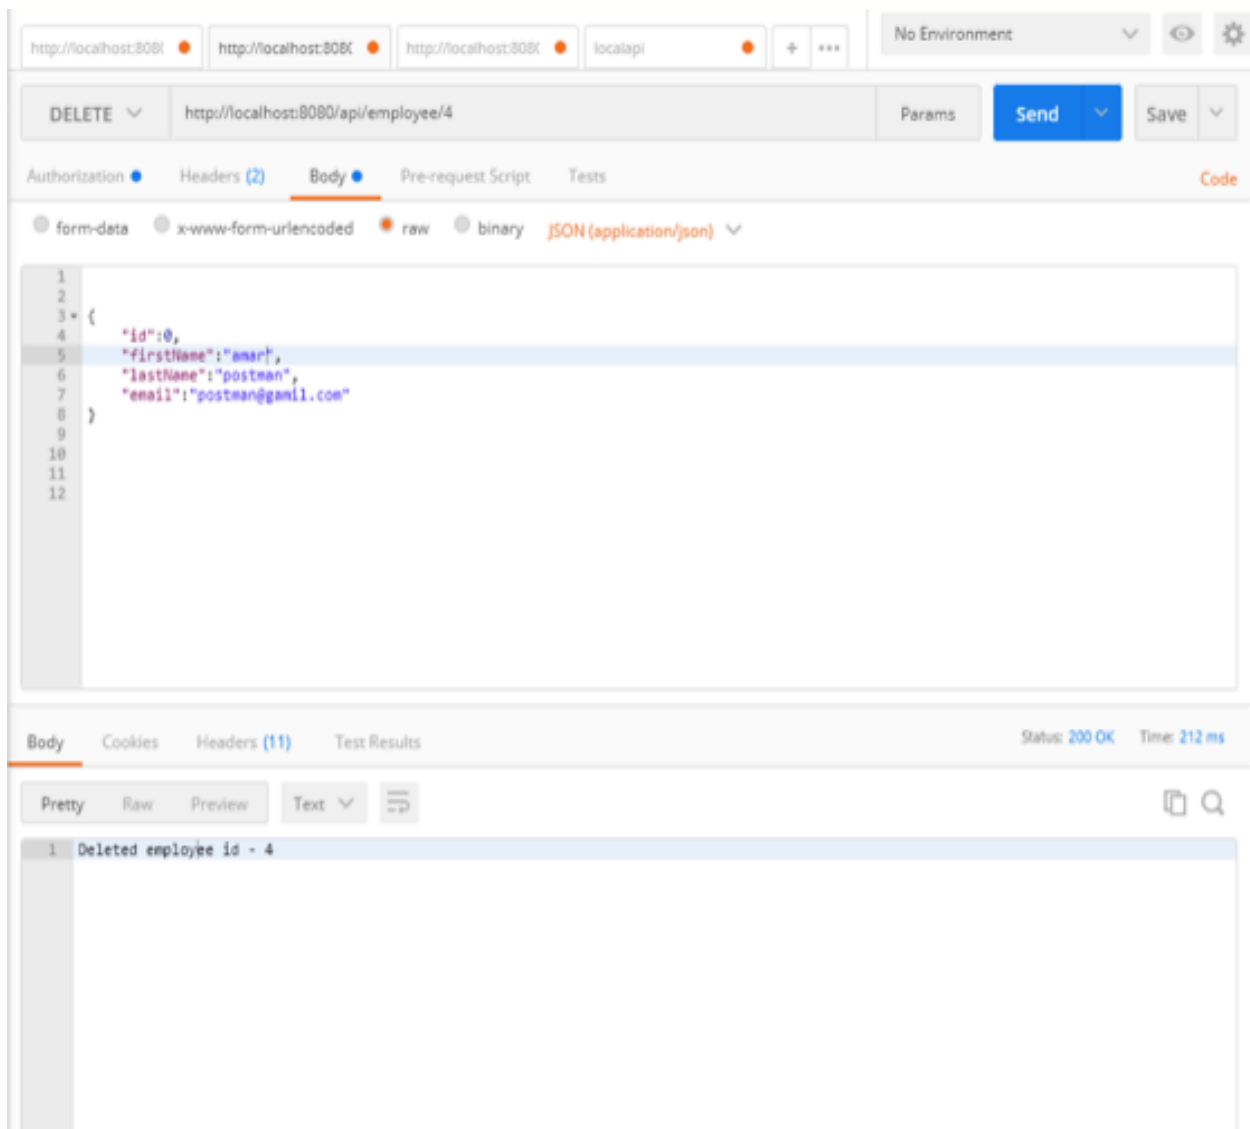 http://localhost:808( http://localhost:808( http://localhost:808( localapi + ••• No Environment
DELETE http://localhost:8080/api/employee/4 Params Send Save
Authorization Headers (2) Body Pre-request Script Tests Code
form-data x-www-form-urlencoded raw binary JSON (application/json)
1
2
3 {
4 "id":0,
5 "firstName":"amar",
6 "lastName":"postman",
7 "email":"postman@gamil.com"
8 }
9
10
11
12
Body Cookies Headers (11) Test Results Status: 200 OK Time: 212 ms
Pretty Raw Preview Text
1 Deleted employee id - 4